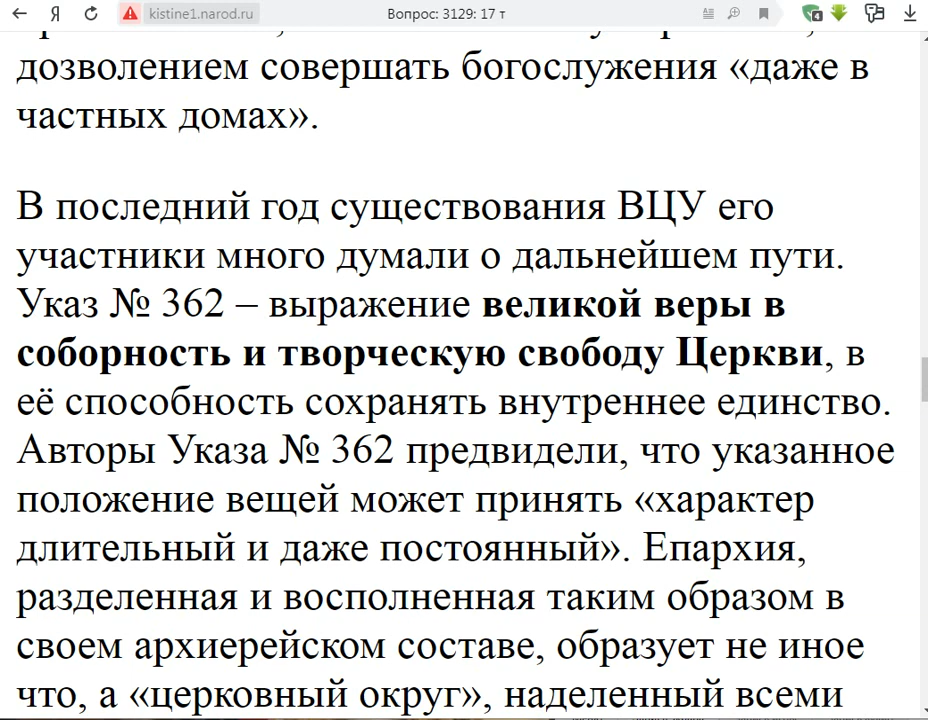 Я kistine1.narod.ru Вопрос: 3129: 17 т 4
дозволением совершать богослужения «даже в
частных домах».
В последний год существования ВЦУ его
участники много думали о дальнейшем пути.
Указ № 362 – выражение великой веры в
соборность и творческую свободу Церкви, в
её способность сохранять внутреннее единство.
Авторы Указа № 362 предвидели, что указанное
положение вещей может принять «характер
длительный и даже постоянный». Епархия,
разделенная и восполненная таким образом в
своем архиерейском составе, образует не иное
что, а «церковный округ», наделенный всеми